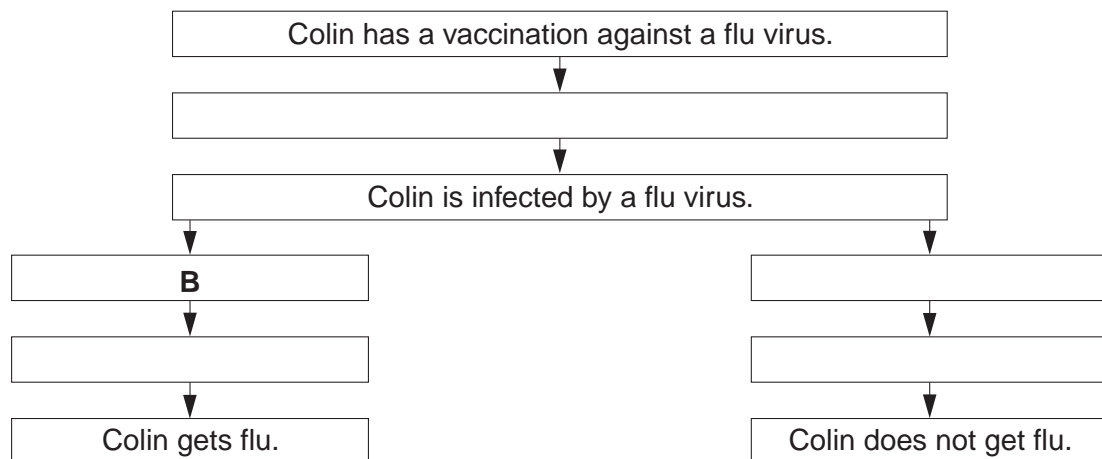 Colin has a vaccination against a flu virus.
Colin is infected by a flu virus.
B
Colin gets flu.
Colin does not get flu.